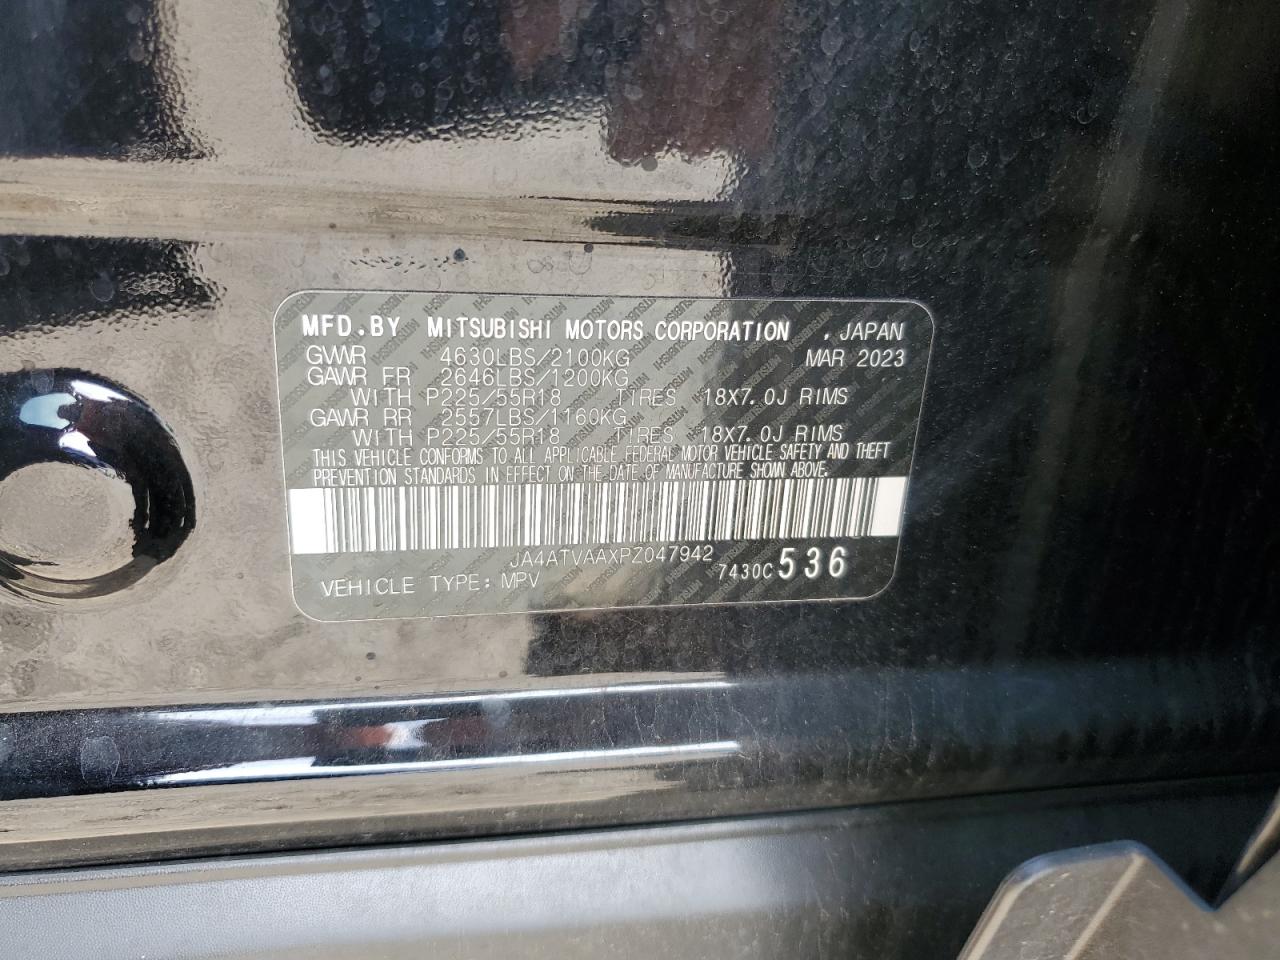 MFD.BY MITSUBISHI MOTORS CORPORATION , JAPAN
GVWR 4630LBS/2100KG MAR 2023
GAWR FR 2646LBS/1200KG
WITH P225/55R18 TIRES 18X7.0J RIMS
GAWR RR 2557LBS/1160KG
WITH P225/55R18 TIRES 18X7.0J RIMS
THIS VEHICLE CONFORMS TO ALL APPLICABLE FEDERAL MOTOR VEHICLE SAFETY AND THEFT
PREVENTION STANDARDS IN EFFECT ON THE DATE OF MANUFACTURE SHOWN ABOVE.
JA4ATVAAXPZ047942
7430C 536
VEHICLE TYPE: MPV